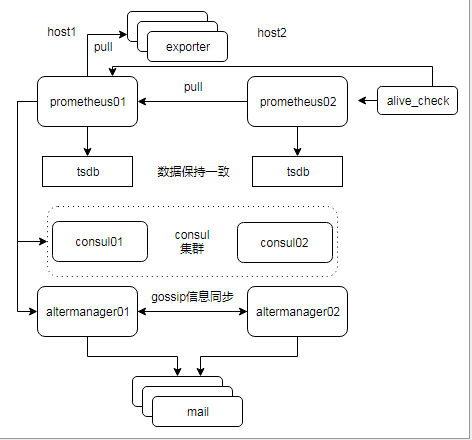 host1
host2
pull
exporter
prometheus01
pull
prometheus02
alive_check
tsdb
数据保持一致
tsdb
consul01
consul
集群
consul02
gossip信息同步
altermanager01
altermanager02
mail